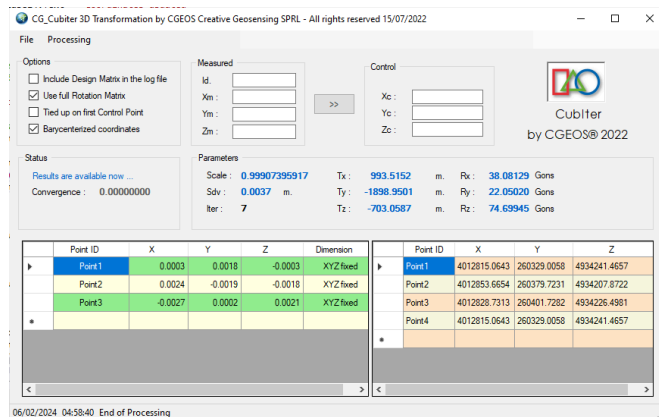 CG_Cubiter 3D Transformation by CGEOS Creative Geosensing SPRL - All rights reserved 15/07/2022
File Processing
Options
Include Design Matrix in the log file
Use full Rotation Matrix
Tied up on first Control Point
Barycenterized coordinates
Measured
Id.
Xm :
Ym :
Zm :
>>
Control
Xc :
Yc :
Zc :
CubIter
by CGEOS® 2022
Status
Results are available now ...
Convergence : 0.00000000
Parameters
Scale : 0.99907395917 Tx : 993.5152 m. Rx : 38.08129 Gons
Sdv : 0.0037 m. Ty : -1898.9501 m. Ry : 22.05020 Gons
Iter : 7 Tz : -703.0587 m. Rz : 74.69945 Gons
Point ID X Y Z Dimension
Point1 0.0003 0.0018 -0.0003 XYZ fixed
Point2 0.0024 -0.0019 -0.0018 XYZ fixed
Point3 -0.0027 0.0002 0.0021 XYZ fixed
Point ID X Y Z
Point1 4012815.0643 260329.0058 4934241.4657
Point2 4012853.6654 260379.7231 4934207.8722
Point3 4012828.7313 260401.7282 4934226.4981
Point4 4012815.0643 260329.0058 4934241.4657
06/02/2024 04:58:40 End of Processing